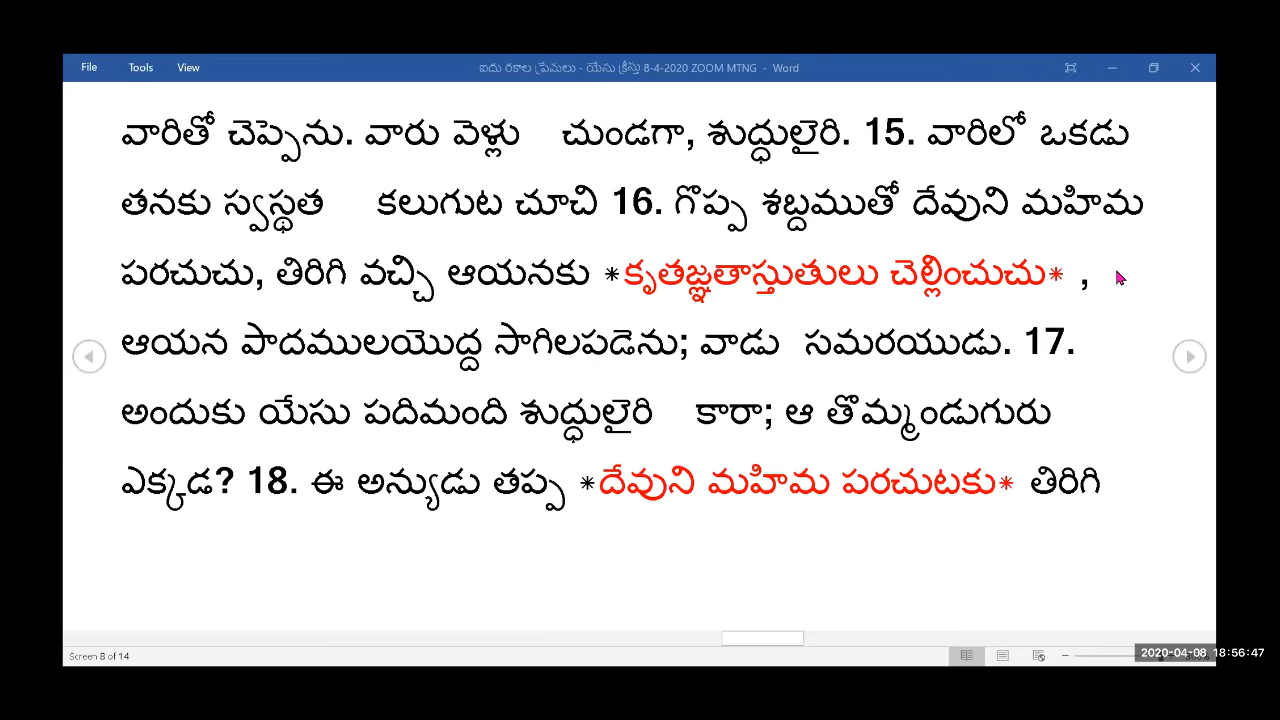 File Tools View ఐదు రకాల ప్రేమలు - యేసు క్రీస్తు 8-4-2020 ZOOM MTNG - Word
వారితో చెప్పెను. వారు వెళ్లు చుండగా, శుద్ధులైరి. 15. వారిలో ఒకడు
తనకు స్వస్థత కలుగుట చూచి 16. గొప్ప శబ్దముతో దేవుని మహిమ
పరచుచు, తిరిగి వచ్చి ఆయనకు *కృతజ్ఞతాస్తుతులు చెల్లించుచు* ,
ఆయన పాదములయొద్ద సాగిలపడెను; వాడు సమరయుడు. 17.
అందుకు యేసు పదిమంది శుద్ధులైరి కారా; ఆ తొమ్మండుగురు
ఎక్కడ? 18. ఈ అన్యుడు తప్ప *దేవుని మహిమ పరచుటకు* తిరిగి
Screen 8 of 14
2020-04-08 18:56:47